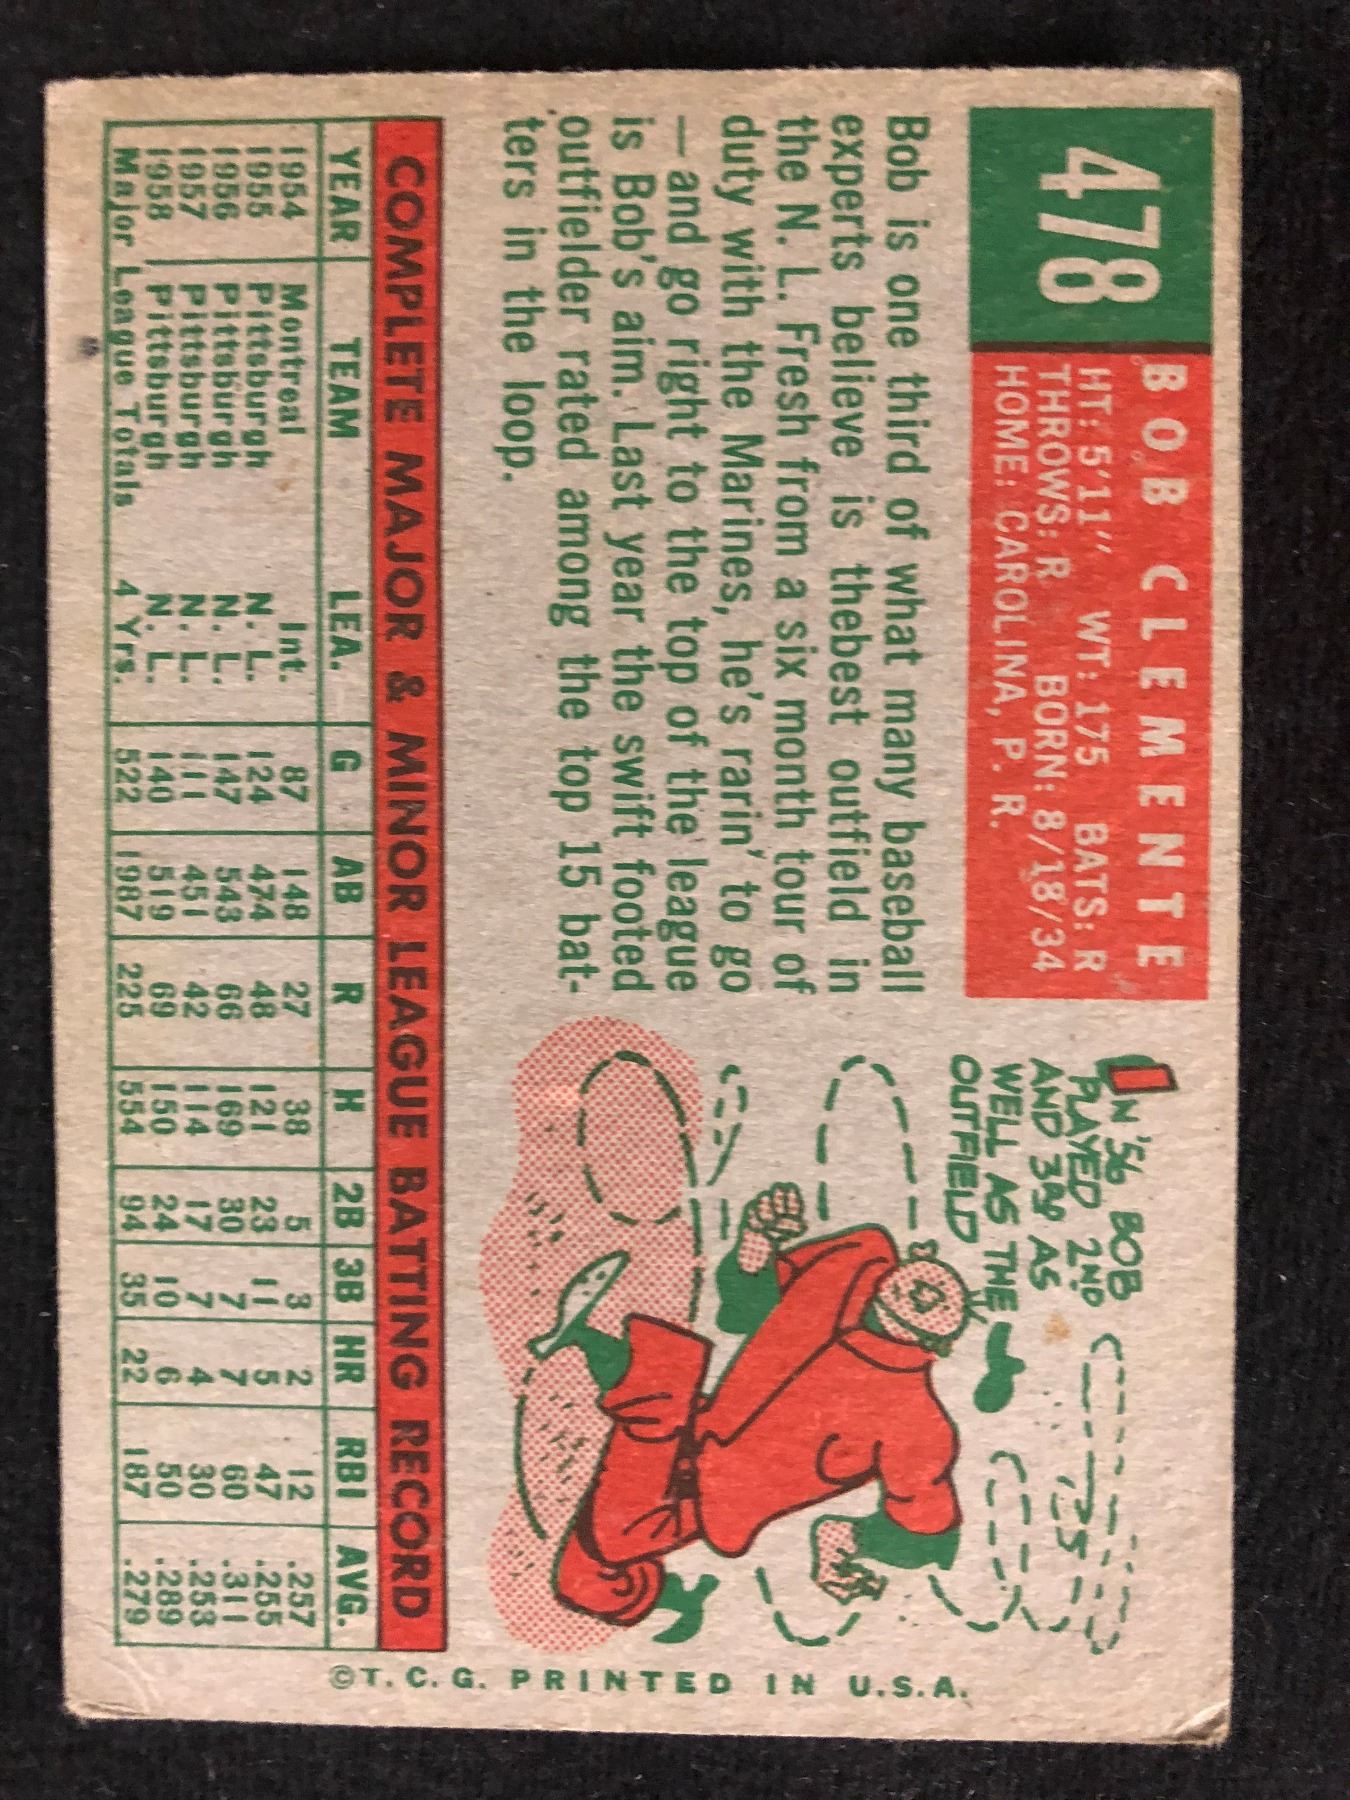 478
BOB CLEMENTE
HT: 5'11" WT: 175 BATS: R
THROWS: R BORN: 8/18/34
HOME: CAROLINA, P. R.
Bob is one third of what many baseball
experts believe is thebest outfield in
the N. L. Fresh from a six month tour of
duty with the Marines, he's rarin' to go
—and go right to the top of the league
is Bob's aim. Last year the swift footed
outfielder rated among the top 15 bat-
ters in the loop.
IN '56 BOB
PLAYED 2ND
AND 3RD AS
WELL AS THE
OUTFIELD
.75
COMPLETE MAJOR & MINOR LEAGUE BATTING RECORD
YEAR TEAM LEA. G AB R H 2B 3B HR RBI AVG.
1954 Montreal Int. 87 148 27 38 5 3 2 12 .257
1955 Pittsburgh N. L. 124 474 48 121 23 11 5 47 .255
1956 Pittsburgh N. L. 147 543 66 169 30 7 7 60 .311
1957 Pittsburgh N. L. 111 451 42 114 17 7 4 30 .253
1958 Pittsburgh N. L. 140 519 69 150 24 10 6 50 .289
Major League Totals 4 Yrs. 522 1987 225 554 94 35 22 187 .279
©T. C. G. PRINTED IN U.S.A.